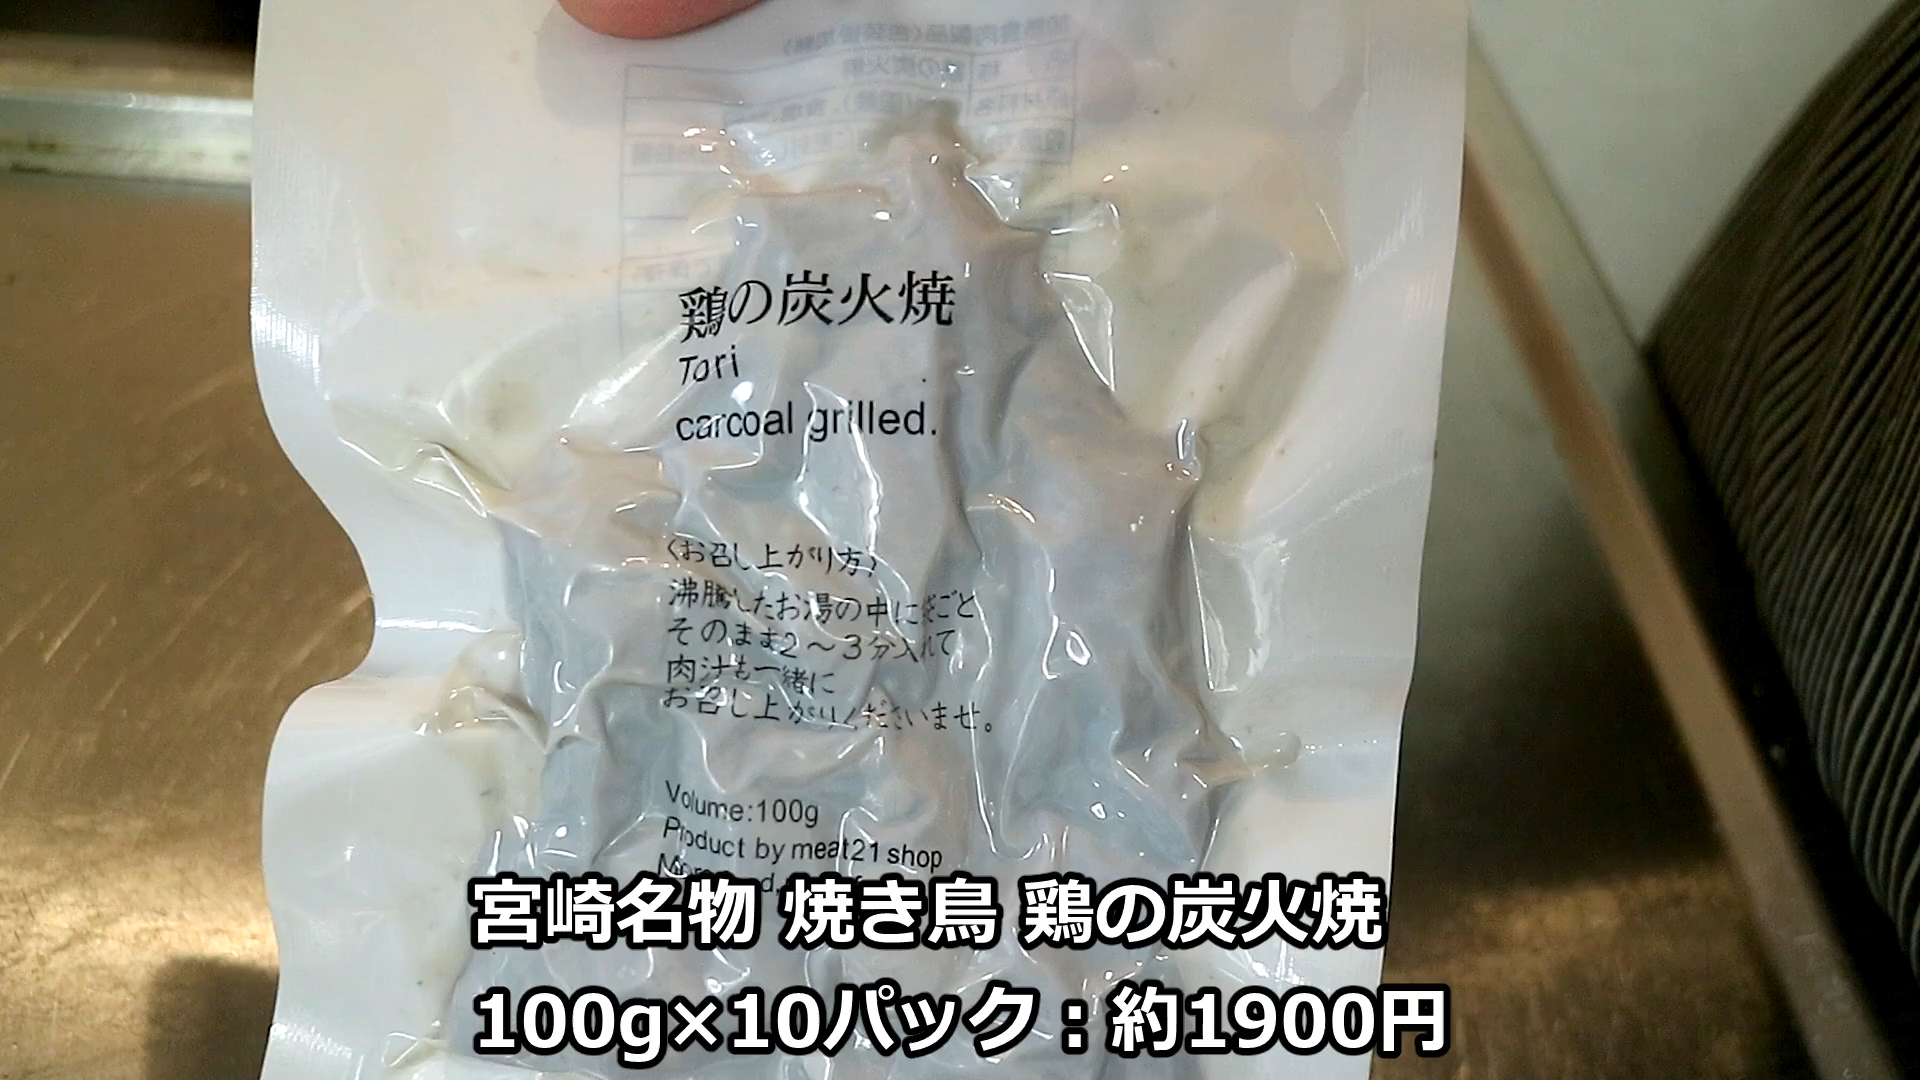 鶏の炭火焼
Tori
carcoal grilled.
〈お召し上がり方〉
沸騰したお湯の中に袋ごと
そのまま2〜3分入れて
肉汁も一緒に
お召し上がりくださいませ。
Volume:100g
Product by meat21 shop
宮崎名物 焼き鳥 鶏の炭火焼
100g×10パック：約1900円